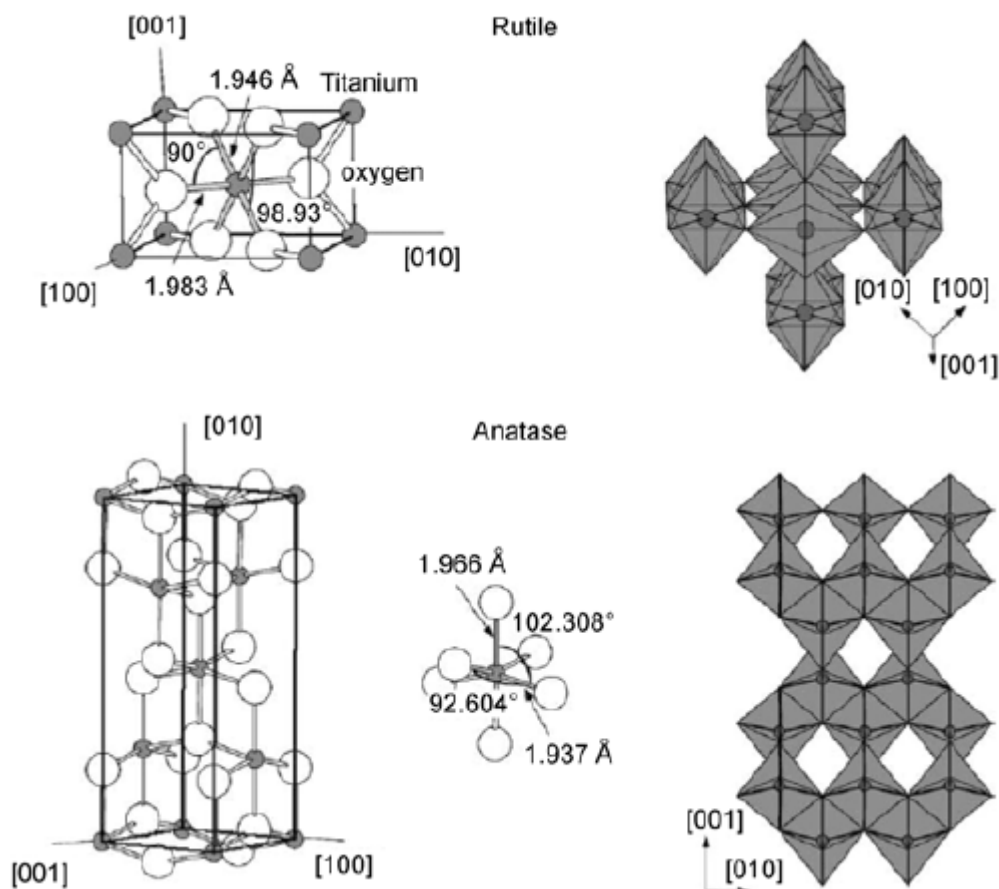 Rutile
[001]
1.946 Å
Titanium
90°
oxygen
98.93°
[010]
[100]
1.983 Å
[010]
[100]
[001]
Anatase
[010]
1.966 Å
102.308°
92.604°
1.937 Å
[001]
[100]
[001]
[010]